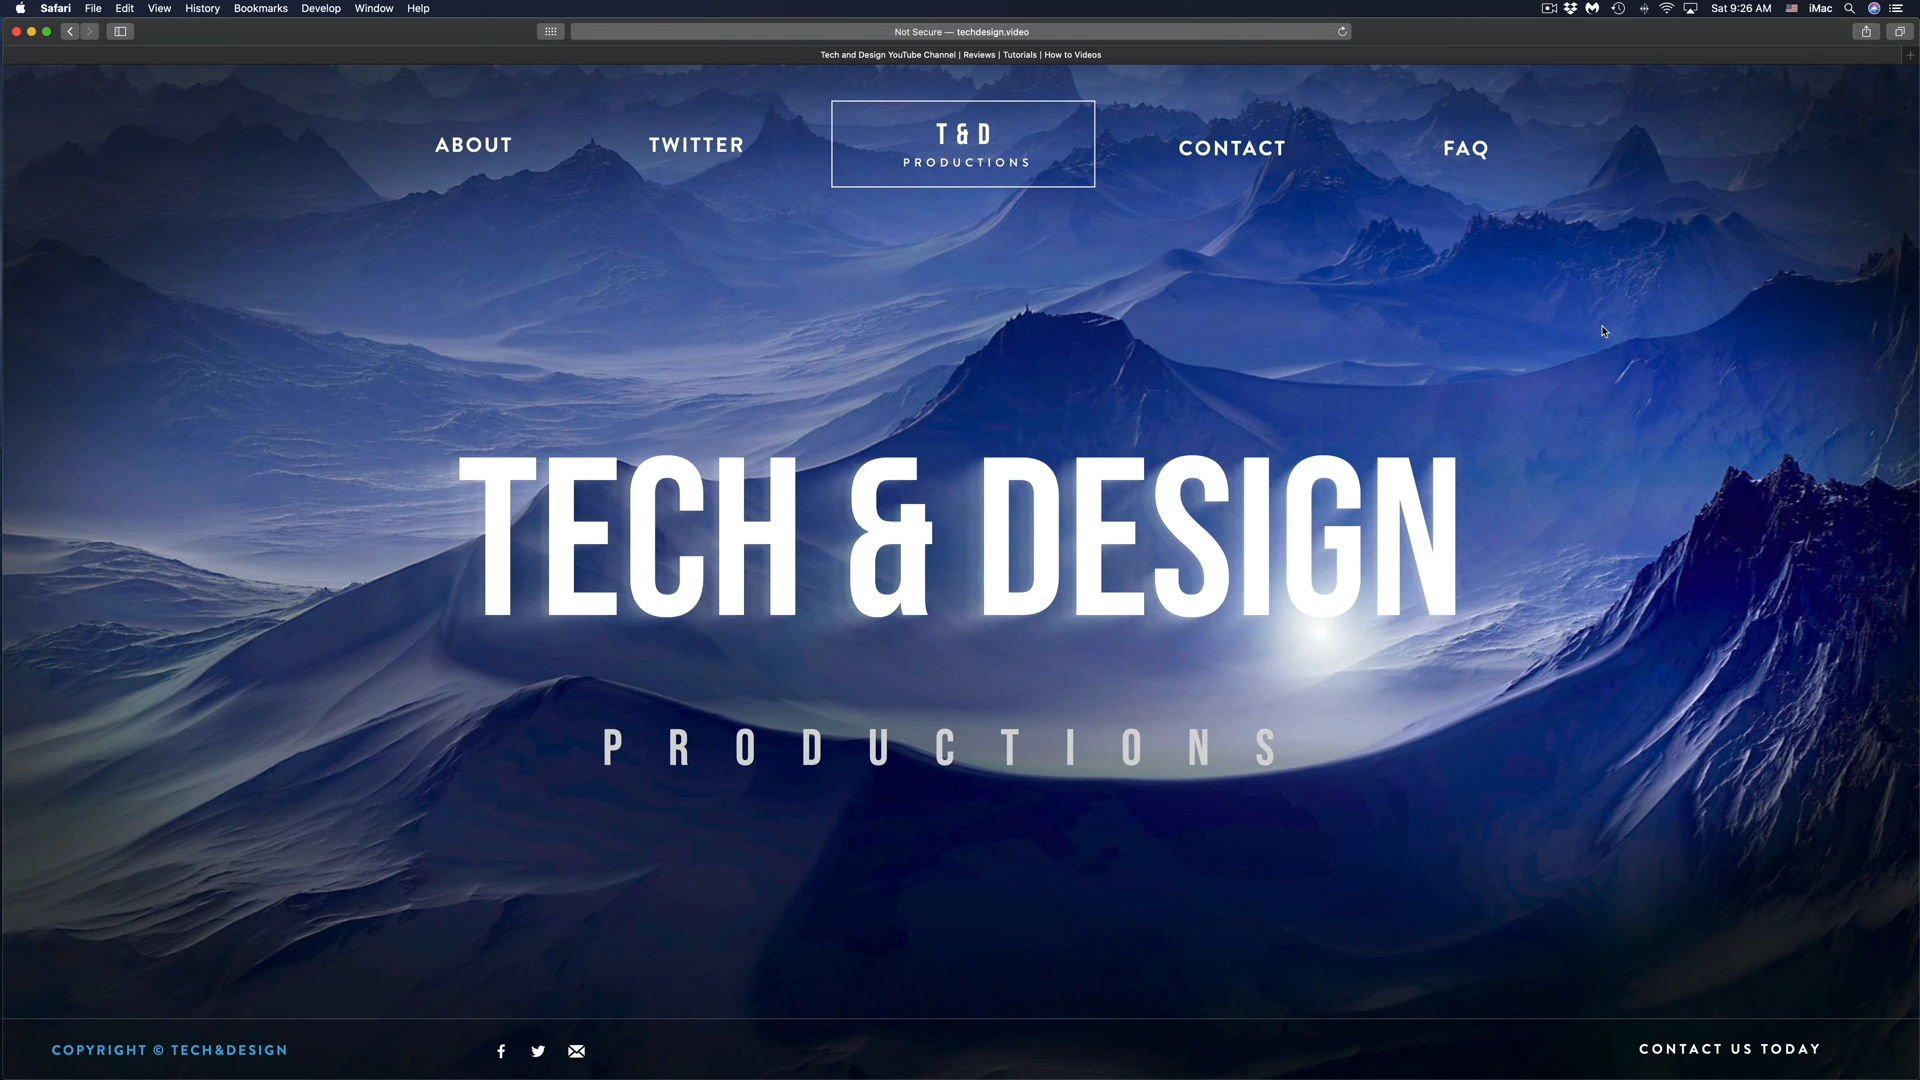 Safari File Edit View History Bookmarks Develop Window Help
Sat 9:26 AM iMac
Not Secure — techdesign.video
Tech and Design YouTube Channel | Reviews | Tutorials | How to Videos
ABOUT
TWITTER
T & D
PRODUCTIONS
CONTACT
FAQ
TECH & DESIGN
PRODUCTIONS
COPYRIGHT © TECH&DESIGN
CONTACT US TODAY